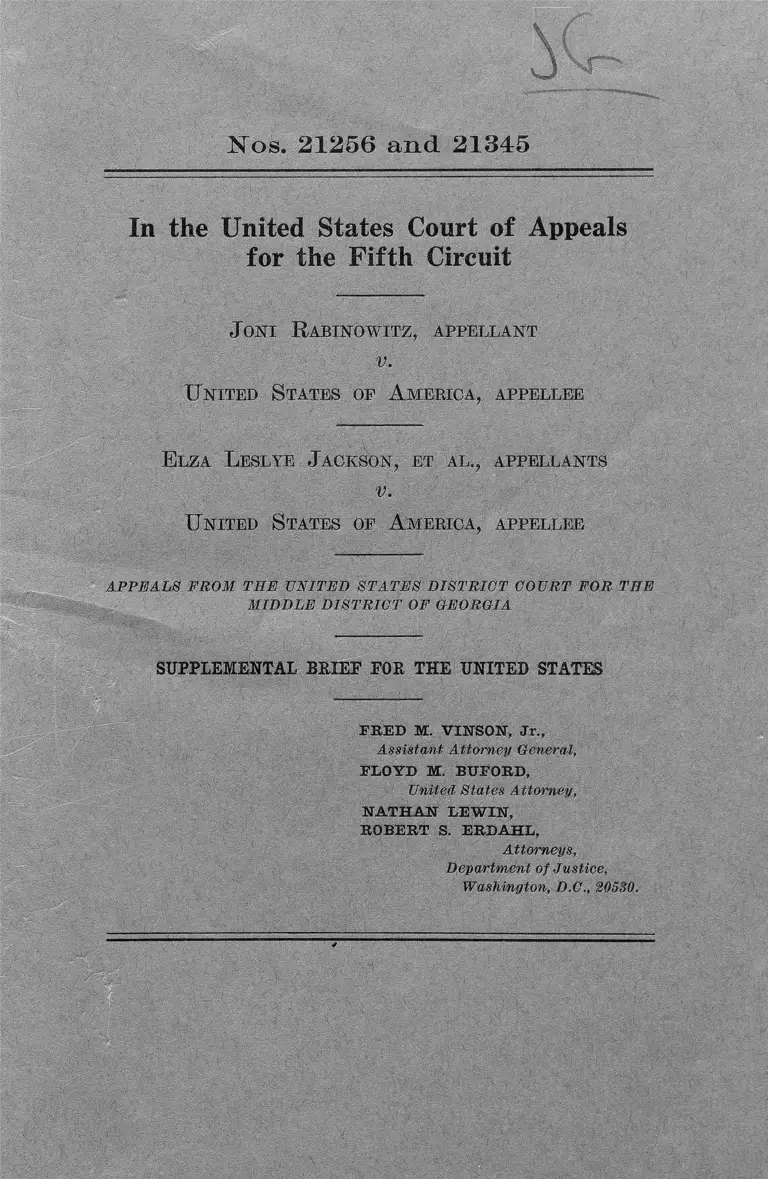 JG
Nos. 21256 and 21345
In the United States Court of Appeals
for the Fifth Circuit
JONI RABINOWITZ, APPELLANT
v.
UNITED STATES OF AMERICA, APPELLEE
ELZA LESLYE JACKSON, ET AL., APPELLANTS
v.
UNITED STATES OF AMERICA, APPELLEE
APPEALS FROM THE UNITED STATES DISTRICT COURT FOR THE
MIDDLE DISTRICT OF GEORGIA
SUPPLEMENTAL BRIEF FOR THE UNITED STATES
FRED M. VINSON, Jr.,
Assistant Attorney General,
FLOYD M. BUFORD,
United States Attorney,
NATHAN LEWIN,
ROBERT S. ERDAHL,
Attorneys,
Department of Justice,
Washington, D.C., 20530.